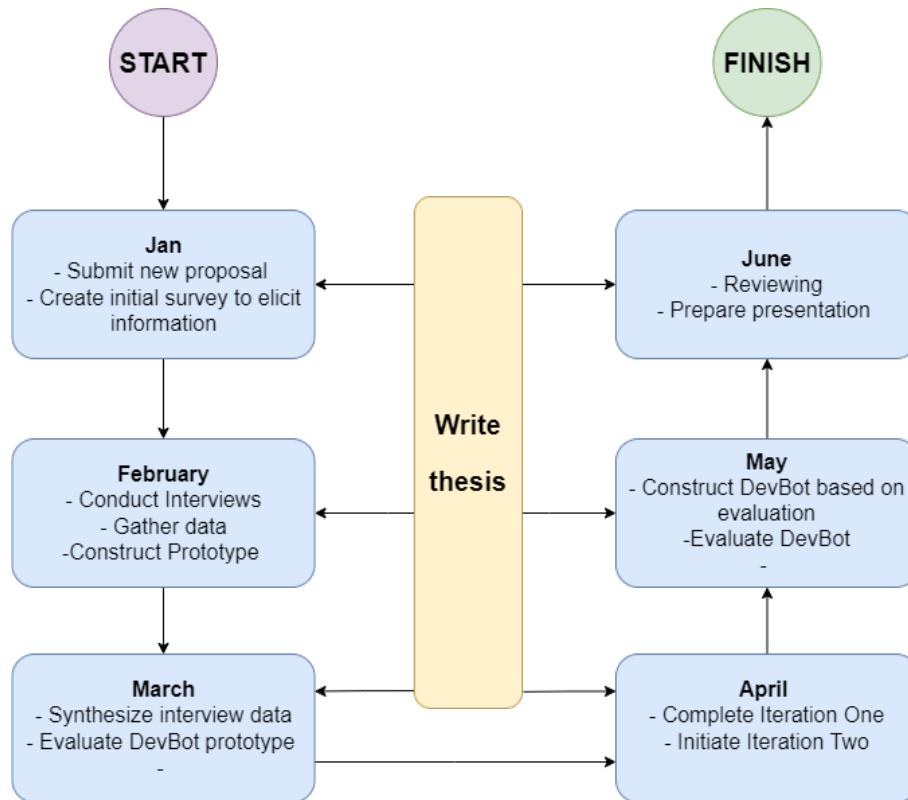 START
FINISH
Jan
- Submit new proposal
- Create initial survey to elicit
information
June
- Reviewing
- Prepare presentation
Write
thesis
February
- Conduct Interviews
- Gather data
-Construct Prototype
May
- Construct DevBot based on
evaluation
-Evaluate DevBot
-
March
- Synthesize interview data
- Evaluate DevBot prototype
-
April
- Complete Iteration One
- Initiate Iteration Two